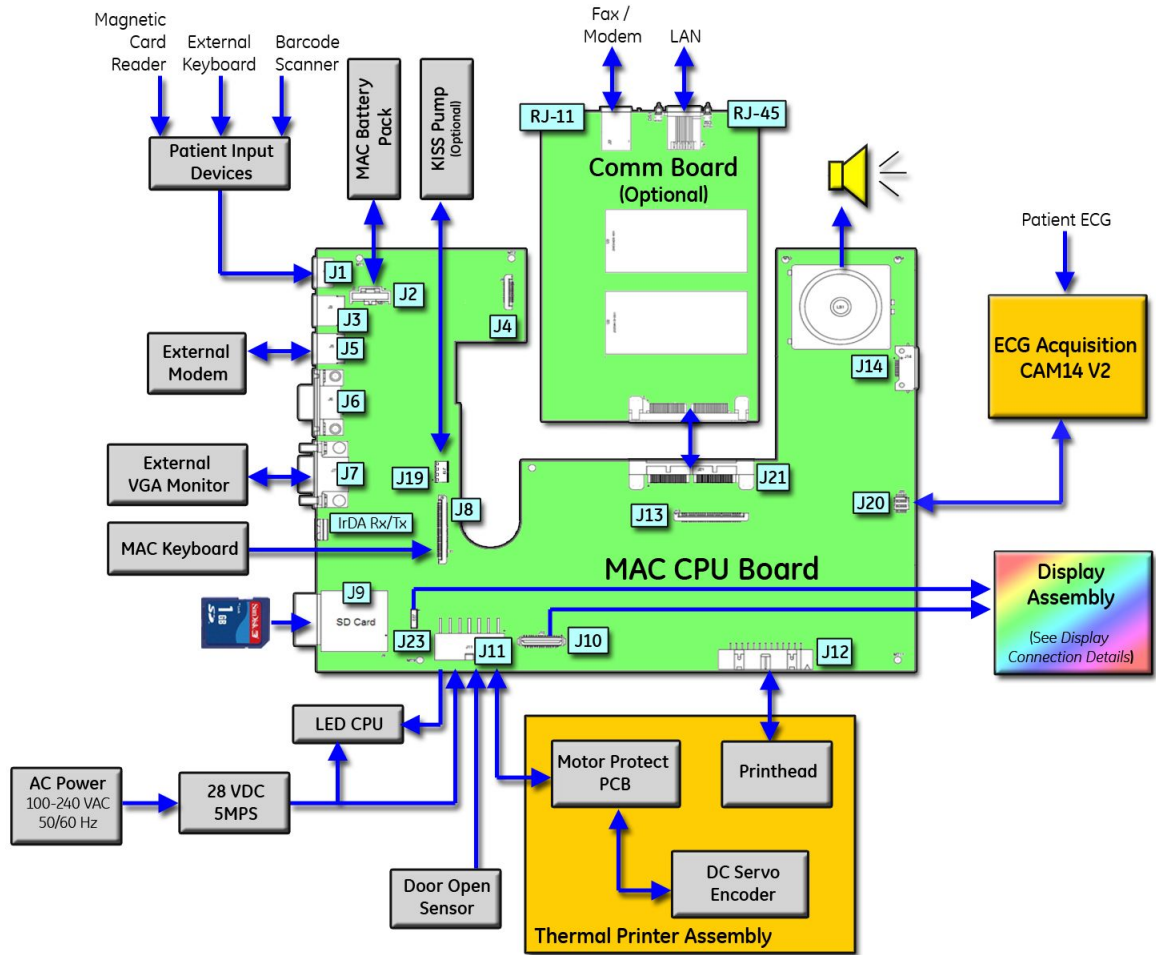 Magnetic
Card
Reader
External
Keyboard
Barcode
Scanner
Patient Input
Devices
MAC Battery
Pack
KISS Pump
(Optional)
Fax /
Modem
LAN
RJ-11
RJ-45
Comm Board
(Optional)
Patient ECG
ECG Acquisition
CAM14 V2
J1
J2
J3
J4
J5
J6
J7
J19
J8
IrDA Rx/Tx
J14
J21
J13
J20
External
Modem
External
VGA Monitor
MAC Keyboard
MAC CPU Board
SanDisk
1
GB
J9
SD Card
J23
J11
J10
J12
Display
Assembly
(See Display
Connection Details)
LED CPU
AC Power
100-240 VAC
50/60 Hz
28 VDC
5MPS
Door Open
Sensor
Motor Protect
PCB
Printhead
DC Servo
Encoder
Thermal Printer Assembly